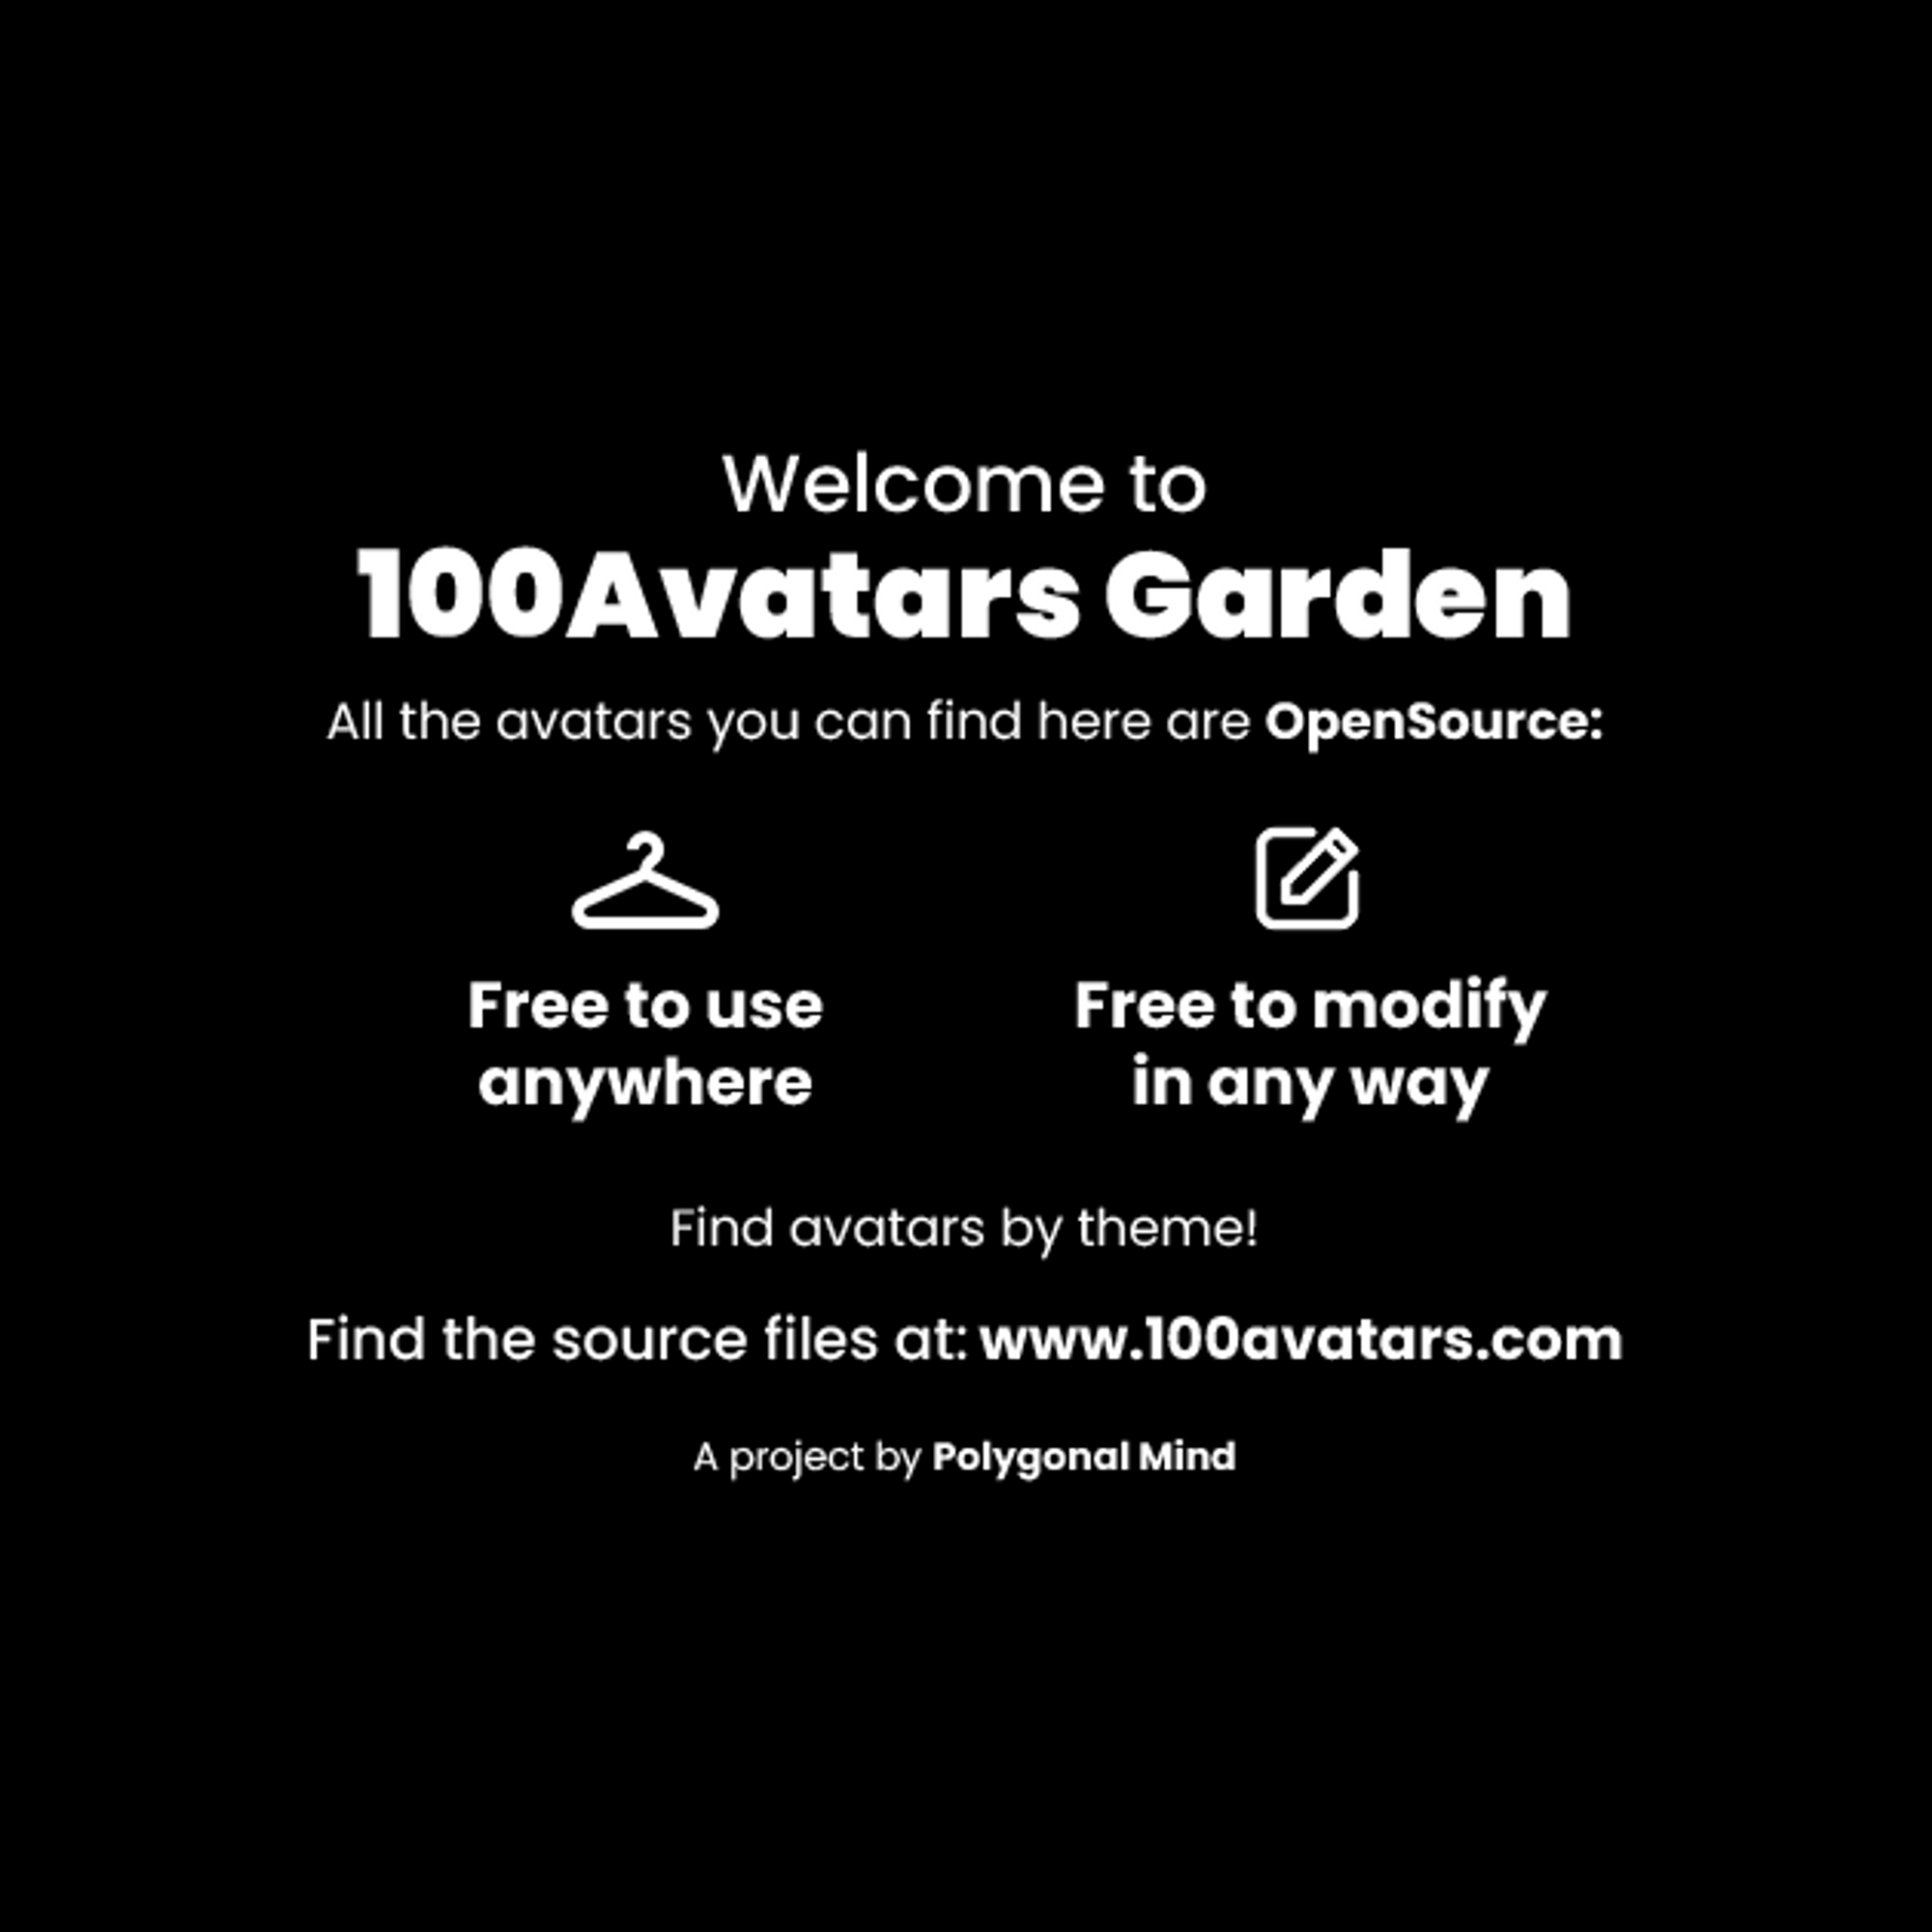 Welcome to
100Avatars Garden
All the avatars you can find here are OpenSource:
Free to use
anywhere
Free to modify
in any way
Find avatars by theme!
Find the source files at: www.100avatars.com
A project by Polygonal Mind